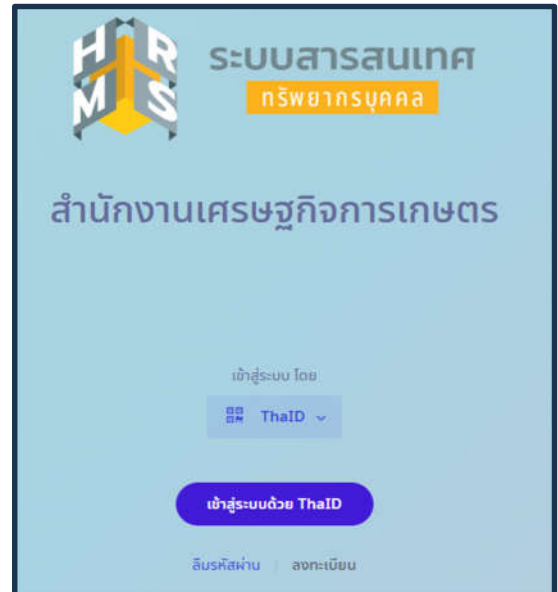 HR
MS
ระบบสารสนเทศ
ทรัพยากรบุคคล
สำนักงานเศรษฐกิจการเกษตร
เข้าสู่ระบบ โดย
ThaID
เข้าสู่ระบบด้วย ThaID
ลืมรหัสผ่าน | ลงทะเบียน